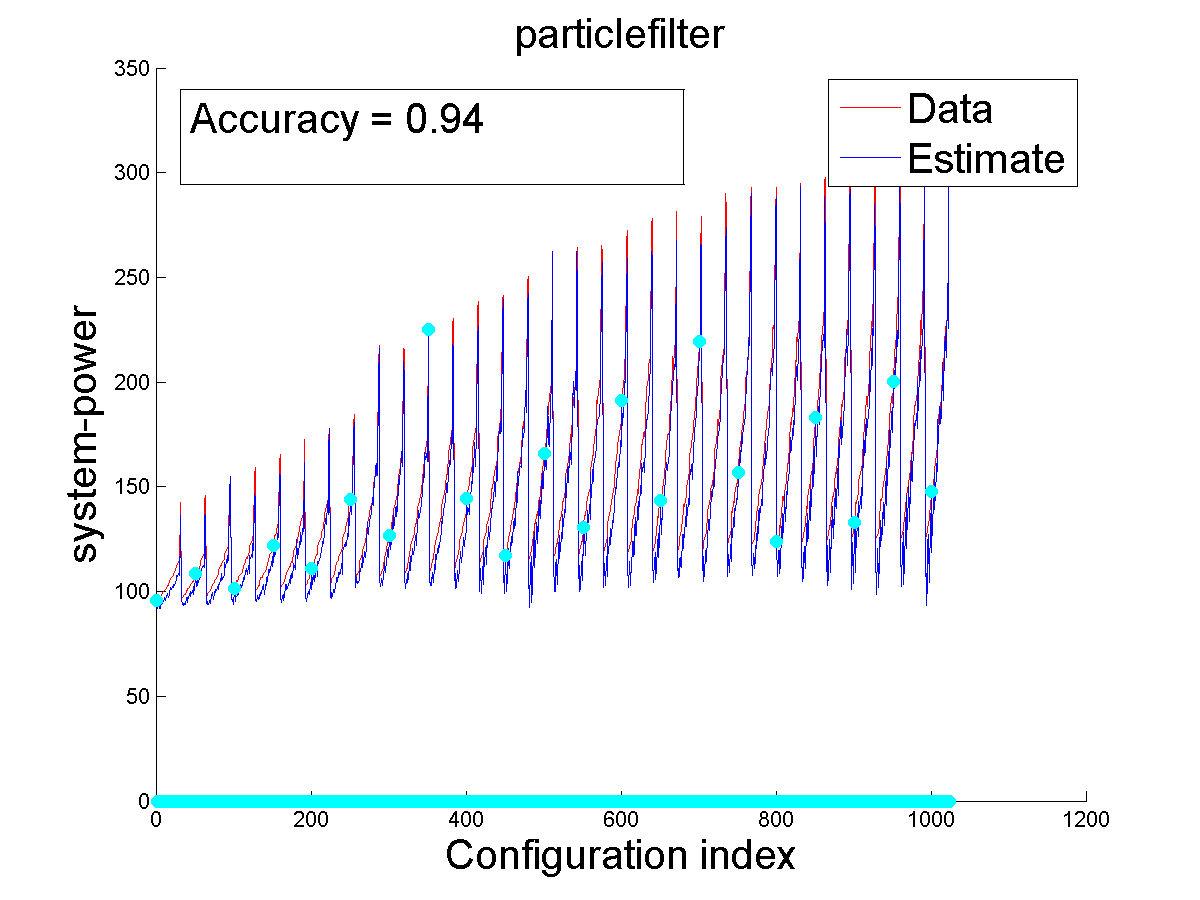 particlefilter
350
300
250
200
150
100
50
0
system-power
Accuracy = 0.94
Data
Estimate
0 200 400 600 800 1000 1200
Configuration index